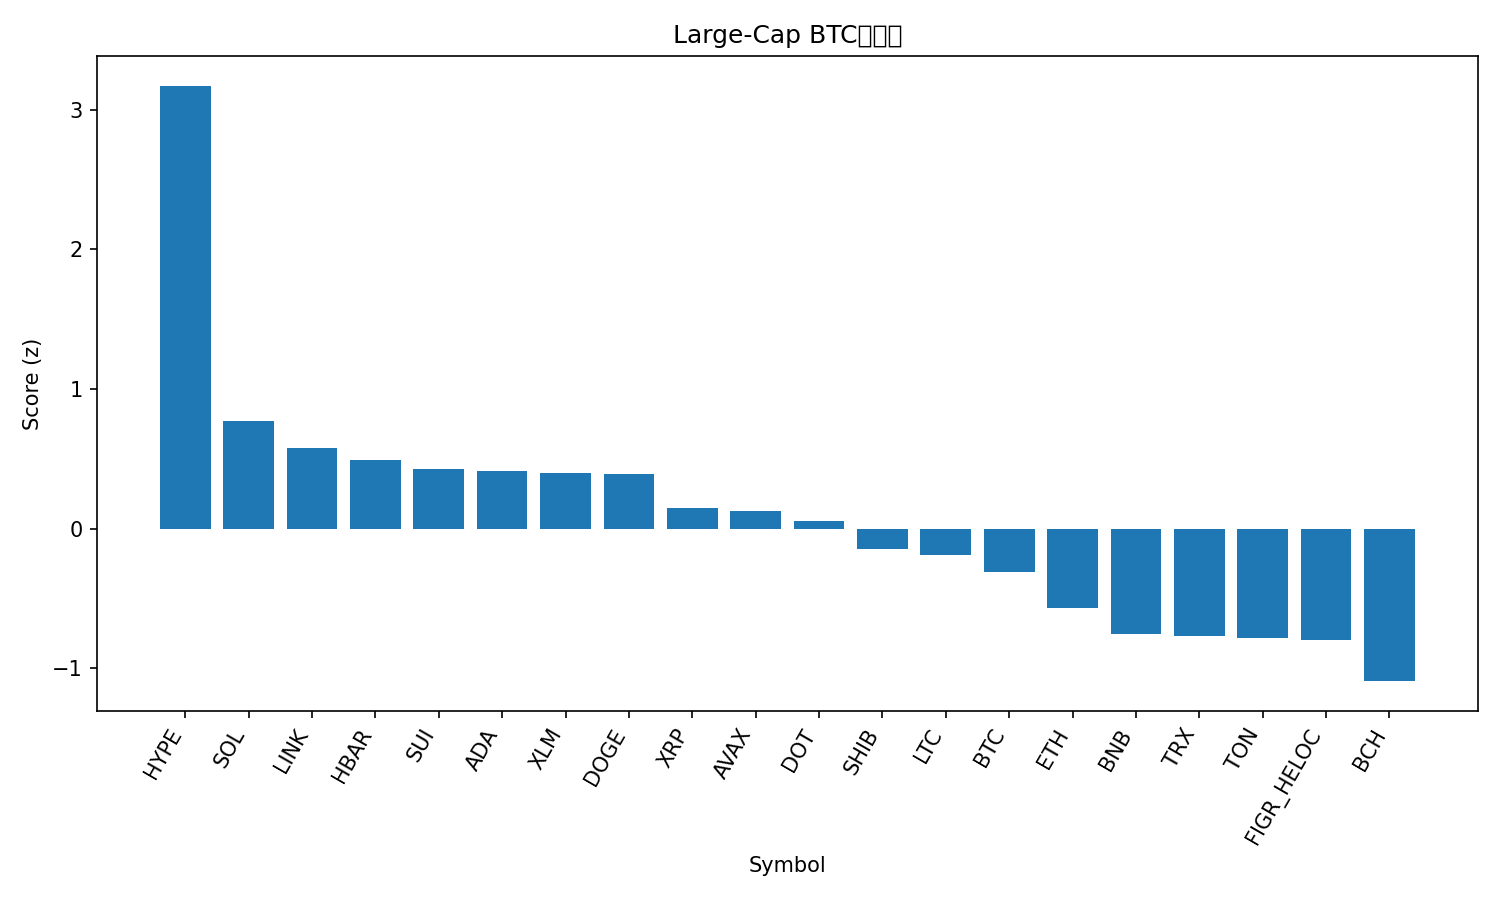 Large-Cap BTC
Score (z)
3
2
1
0
−1
HYPE
SOL
LINK
HBAR
SUI
ADA
XLM
DOGE
XRP
AVAX
DOT
SHIB
LTC
BTC
ETH
BNB
TRX
TON
FIGR_HELOC
BCH
Symbol